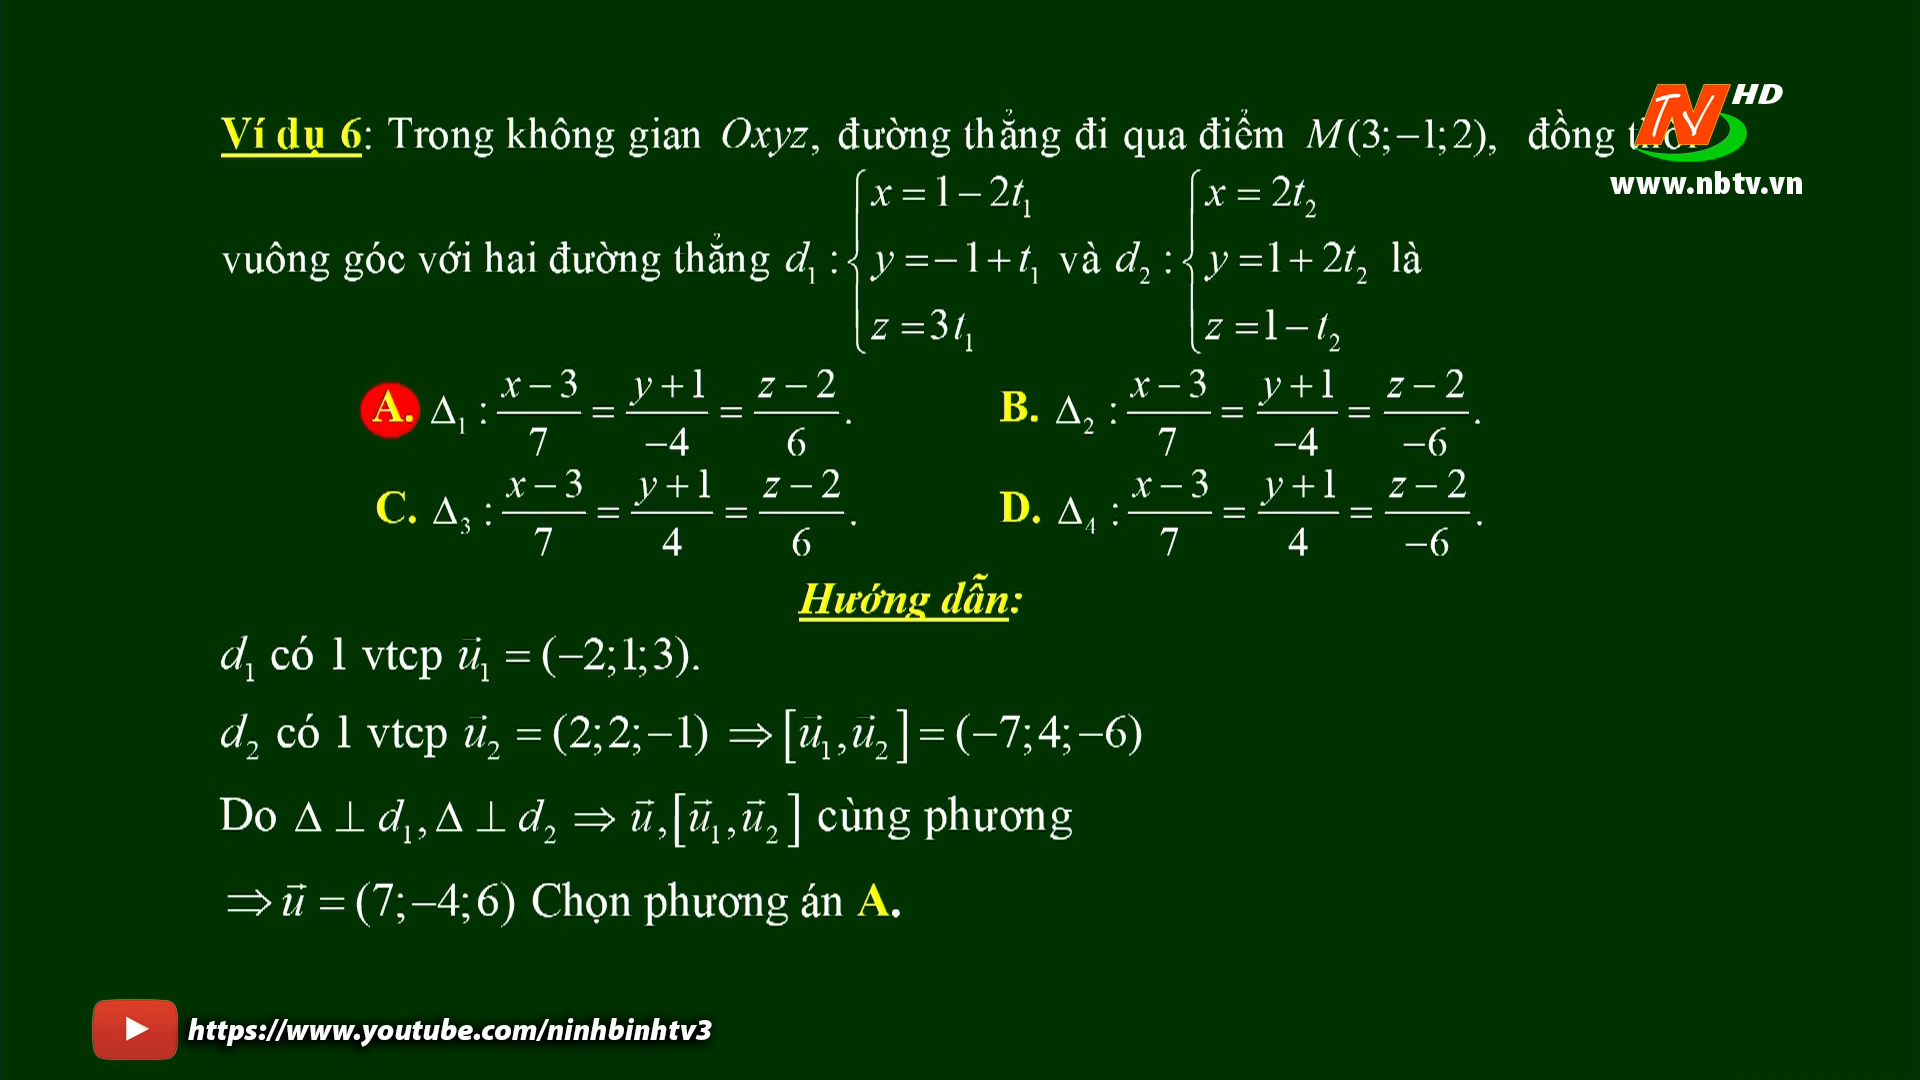 Ví dụ 6: Trong không gian Oxyz, đường thẳng đi qua điểm M(3;−1;2), đồng
HD
www.nbtv.vn
vuông góc với hai đường thẳng d₁ : { x = 1 − 2t₁ ; y = −1 + t₁ ; z = 3t₁ và d₂ : { x = 2t₂ ; y = 1 + 2t₂ ; z = 1 − t₂ là
A. Δ₁ : (x − 3)/7 = (y + 1)/−4 = (z − 2)/6. B. Δ₂ : (x − 3)/7 = (y + 1)/−4 = (z − 2)/−6.
C. Δ₃ : (x − 3)/7 = (y + 1)/4 = (z − 2)/6. D. Δ₄ : (x − 3)/7 = (y + 1)/4 = (z − 2)/−6.
Hướng dẫn:
d₁ có 1 vtcp u⃗₁ = (−2;1;3).
d₂ có 1 vtcp u⃗₂ = (2;2;−1) ⇒ [u⃗₁,u⃗₂] = (−7;4;−6)
Do Δ ⊥ d₁, Δ ⊥ d₂ ⇒ u⃗,[u⃗₁,u⃗₂] cùng phương
⇒ u⃗ = (7;−4;6) Chọn phương án A.
https://www.youtube.com/ninhbinhtv3